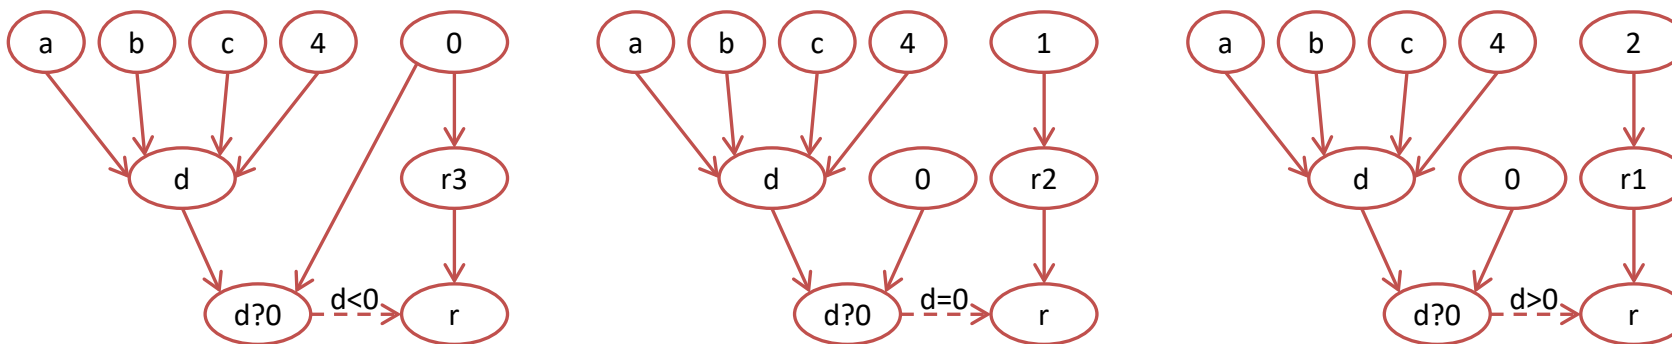 a b c 4 0 a b c 4 1 a b c 4 2
d r3 d 0 r2 d 0 r1
d?0 d<0 r d?0 d=0 r d?0 d>0 r